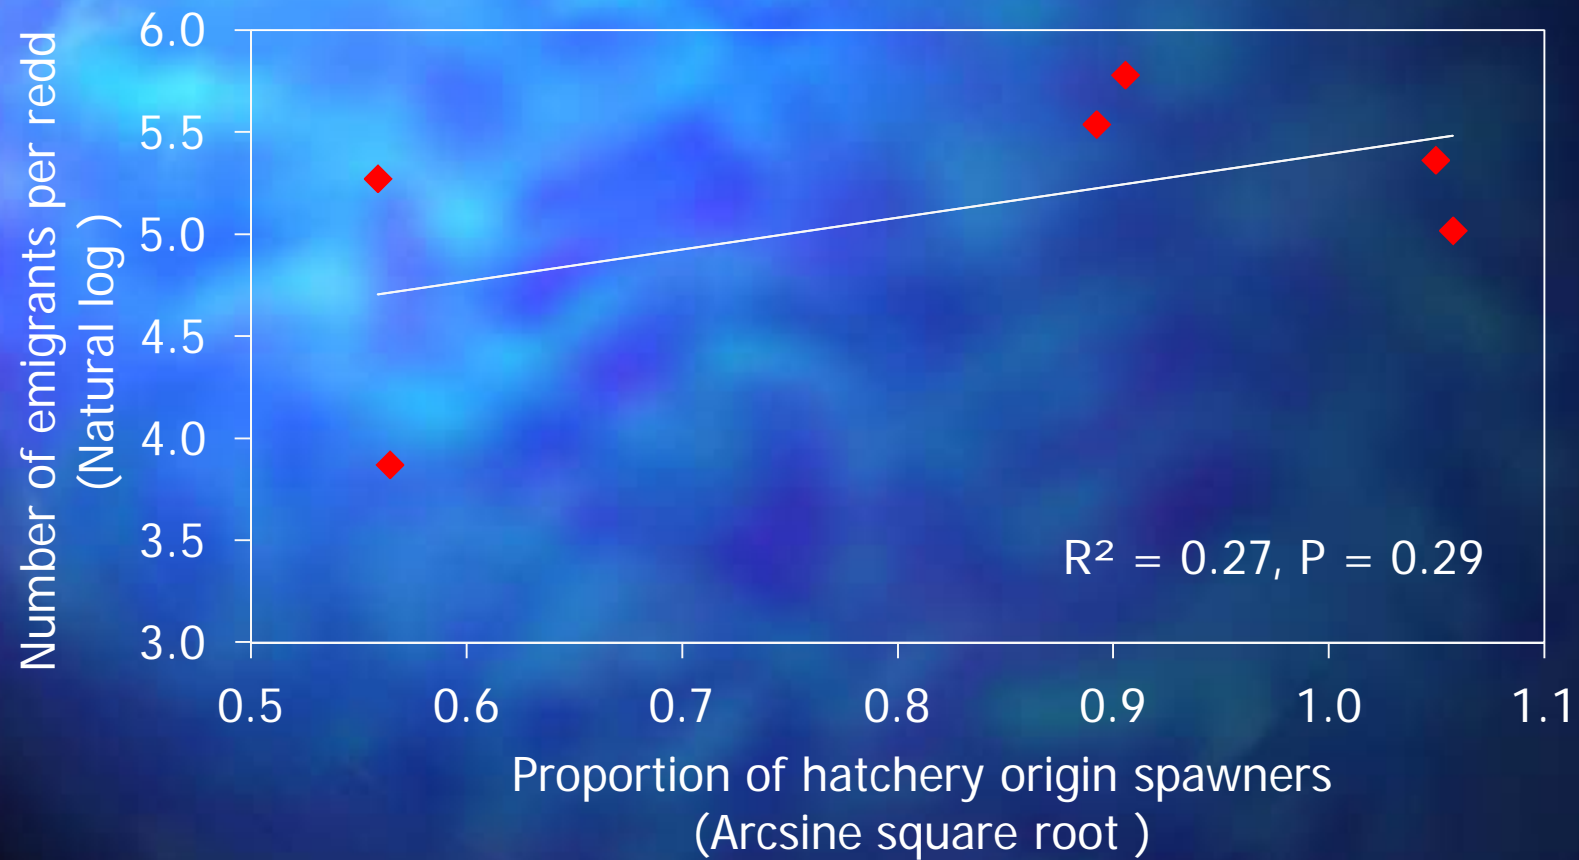 Number of emigrants per redd
(Natural log )
6.0
5.5
5.0
4.5
4.0
3.5
3.0
R² = 0.27, P = 0.29
0.5 0.6 0.7 0.8 0.9 1.0 1.1
Proportion of hatchery origin spawners
(Arcsine square root )